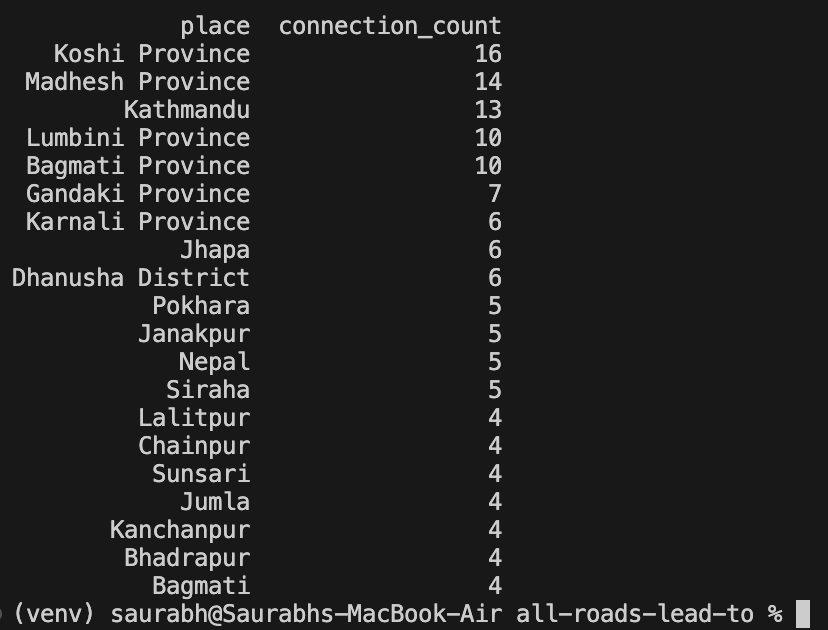 place connection_count
Koshi Province 16
Madhesh Province 14
Kathmandu 13
Lumbini Province 10
Bagmati Province 10
Gandaki Province 7
Karnali Province 6
Jhapa 6
Dhanusha District 6
Pokhara 5
Janakpur 5
Nepal 5
Siraha 5
Lalitpur 4
Chainpur 4
Sunsari 4
Jumla 4
Kanchanpur 4
Bhadrapur 4
Bagmati 4
(venv) saurabh@Saurabhs-MacBook-Air all-roads-lead-to %